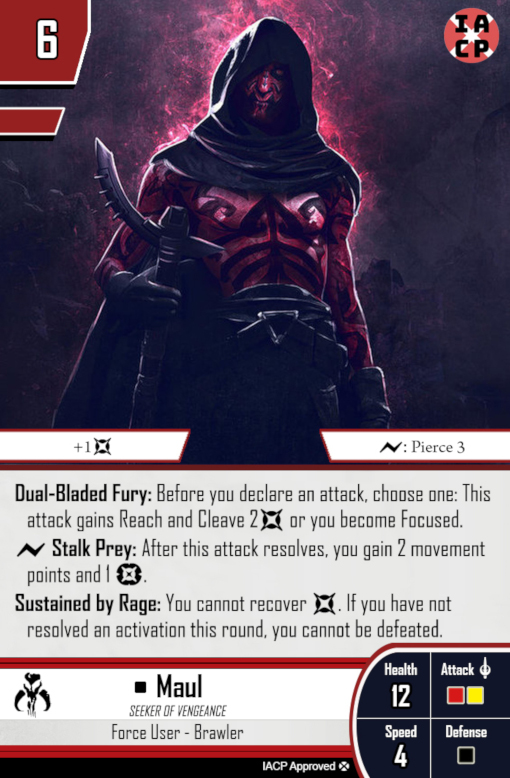 6
IA
CP
+1
: Pierce 3
Dual-Bladed Fury: Before you declare an attack, choose one: This
attack gains Reach and Cleave 2 or you become Focused.
Stalk Prey: After this attack resolves, you gain 2 movement
points and 1 .
Sustained by Rage: You cannot recover . If you have not
resolved an activation this round, you cannot be defeated.
Maul
SEEKER OF VENGEANCE
Force User - Brawler
Health
12
Attack
Speed
4
Defense
IACP Approved